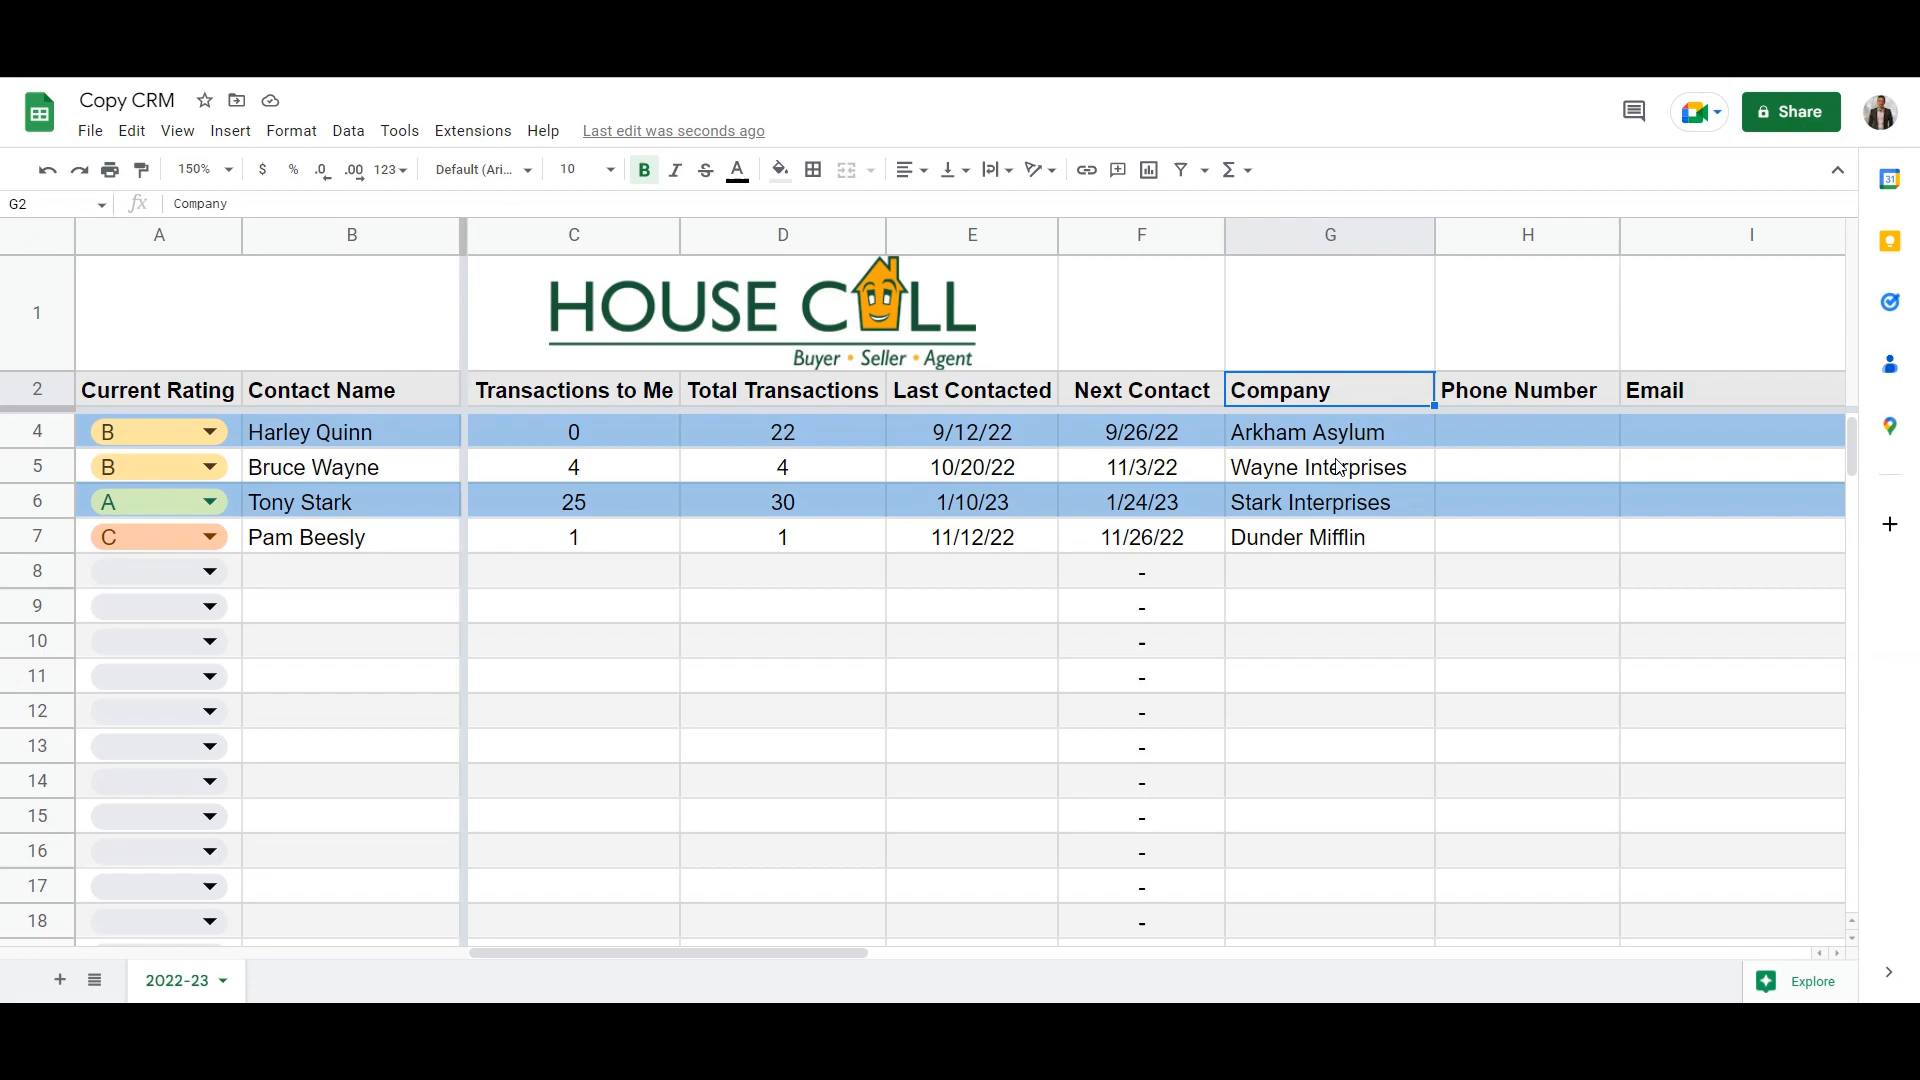 Copy CRM
File Edit View Insert Format Data Tools Extensions Help Last edit was seconds ago
Share
150% $ % .0 .00 123 Default (Ari... 10 B I S A Σ
G2 fx Company
A B C D E F G H I
1 HOUSE CALL
Buyer • Seller • Agent
2 Current Rating Contact Name Transactions to Me Total Transactions Last Contacted Next Contact Company Phone Number Email
4 B Harley Quinn 0 22 9/12/22 9/26/22 Arkham Asylum
5 B Bruce Wayne 4 4 10/20/22 11/3/22 Wayne Interprises
6 A Tony Stark 25 30 1/10/23 1/24/23 Stark Interprises
7 C Pam Beesly 1 1 11/12/22 11/26/22 Dunder Mifflin
8 -
9 -
10 -
11 -
12 -
13 -
14 -
15 -
16 -
17 -
18 -
2022-23
Explore
31